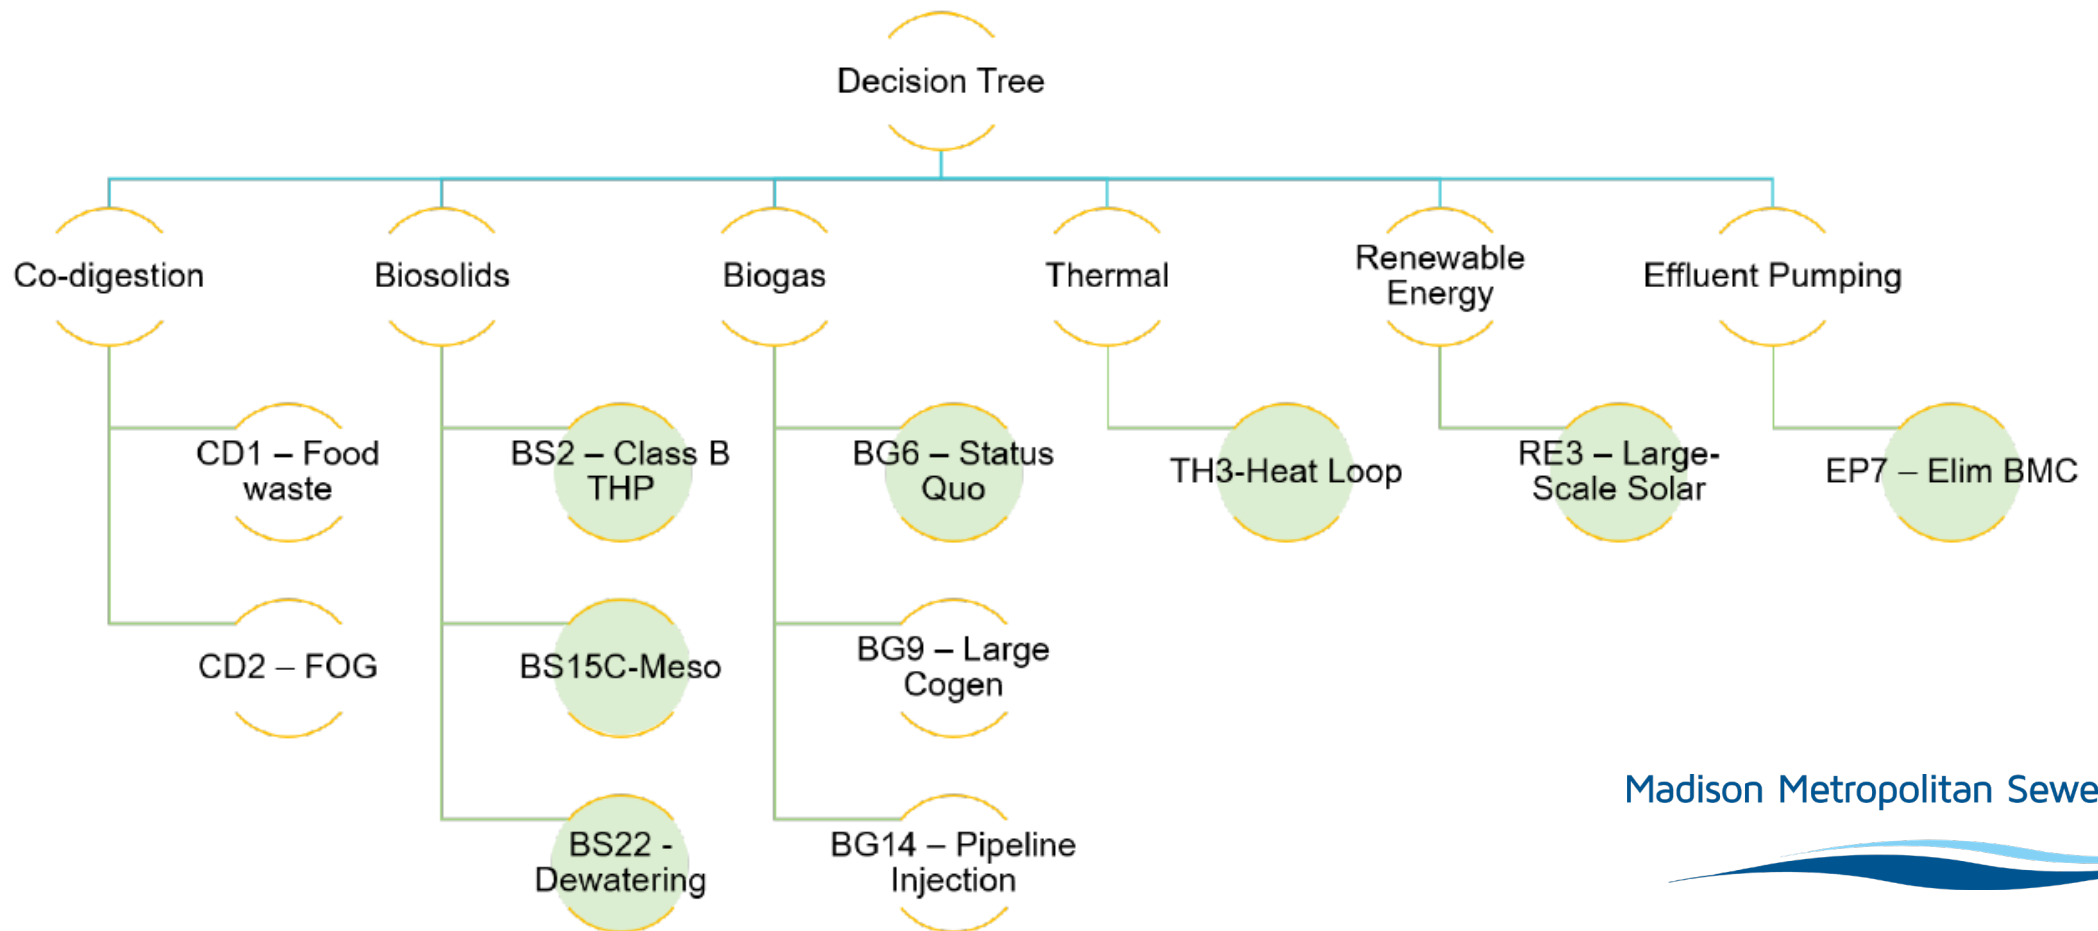 Decision Tree
Co-digestion
Biosolids
Biogas
Thermal
Renewable
Energy
Effluent Pumping
CD1 – Food
waste
BS2 – Class B
THP
BG6 – Status
Quo
TH3-Heat Loop
RE3 – Large-
Scale Solar
EP7 – Elim BMC
CD2 – FOG
BS15C-Meso
BG9 – Large
Cogen
BS22 -
Dewatering
BG14 – Pipeline
Injection
Madison Metropolitan Sewe